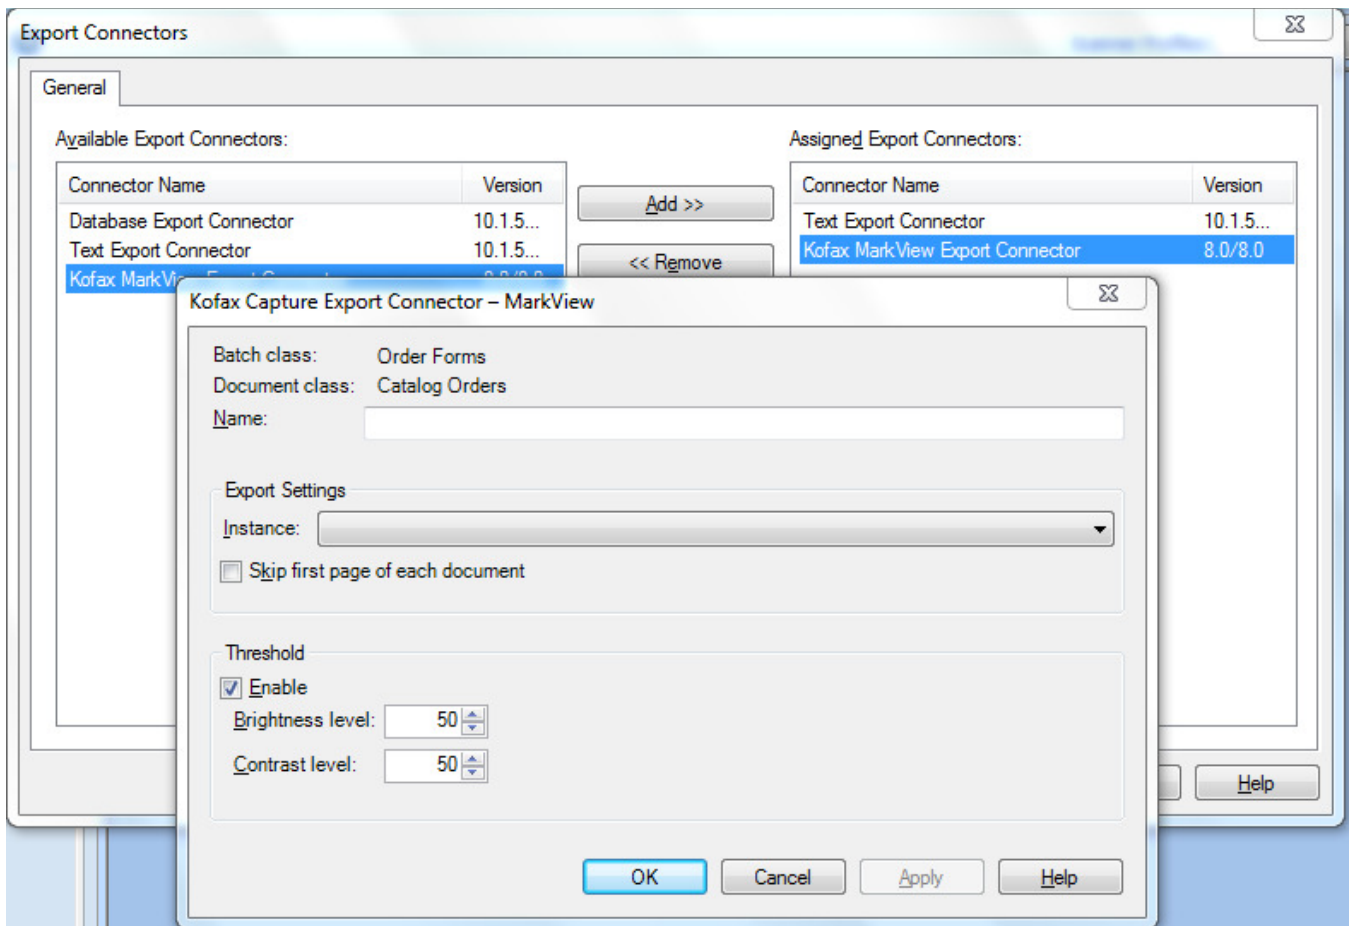 Export Connectors
General
Available Export Connectors:
Assigned Export Connectors:
Connector Name Version
Add >>
Connector Name Version
Database Export Connector 10.1.5...
Text Export Connector 10.1.5...
Text Export Connector 10.1.5...
<< Remove
Kofax MarkView Export Connector 8.0/8.0
Kofax MarkVi
Kofax Capture Export Connector – MarkView
Batch class: Order Forms
Document class: Catalog Orders
Name:
Export Settings
Instance:
Skip first page of each document
Threshold
Enable
Brightness level: 50
Contrast level: 50
Help
OK Cancel Apply Help